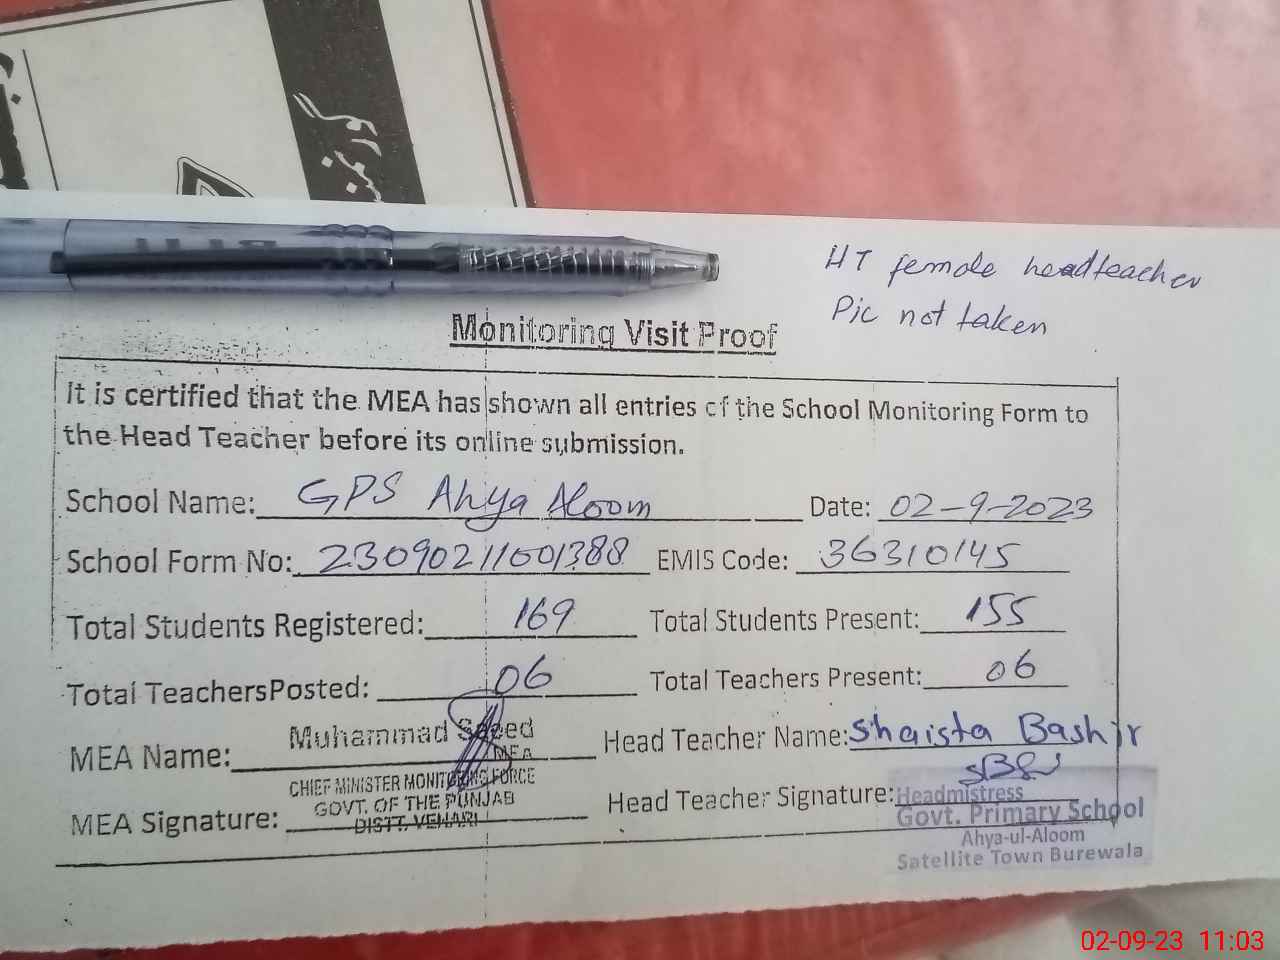 گورنمنٹ
PILOT
HT female headteacher
Pic not taken
Monitoring Visit Proof
It is certified that the MEA has shown all entries of the School Monitoring Form to
the Head Teacher before its online submission.
School Name: GPS Ahya Aloom Date: 02-9-2023
School Form No: 23090211001388 EMIS Code: 36310145
Total Students Registered: 169 Total Students Present: 155
Total TeachersPosted: 06 Total Teachers Present: 06
MEA Name: Muhammad Saeed Head Teacher Name: Shaista Bashir
MEA
CHIEF MINISTER MONITORING FORCE
GOVT. OF THE PUNJAB
DISTT. VEHARI
MEA Signature: Head Teacher Signature:
Headmistress
Govt. Primary School
Ahya-ul-Aloom
Satellite Town Burewala
02-09-23 11:03